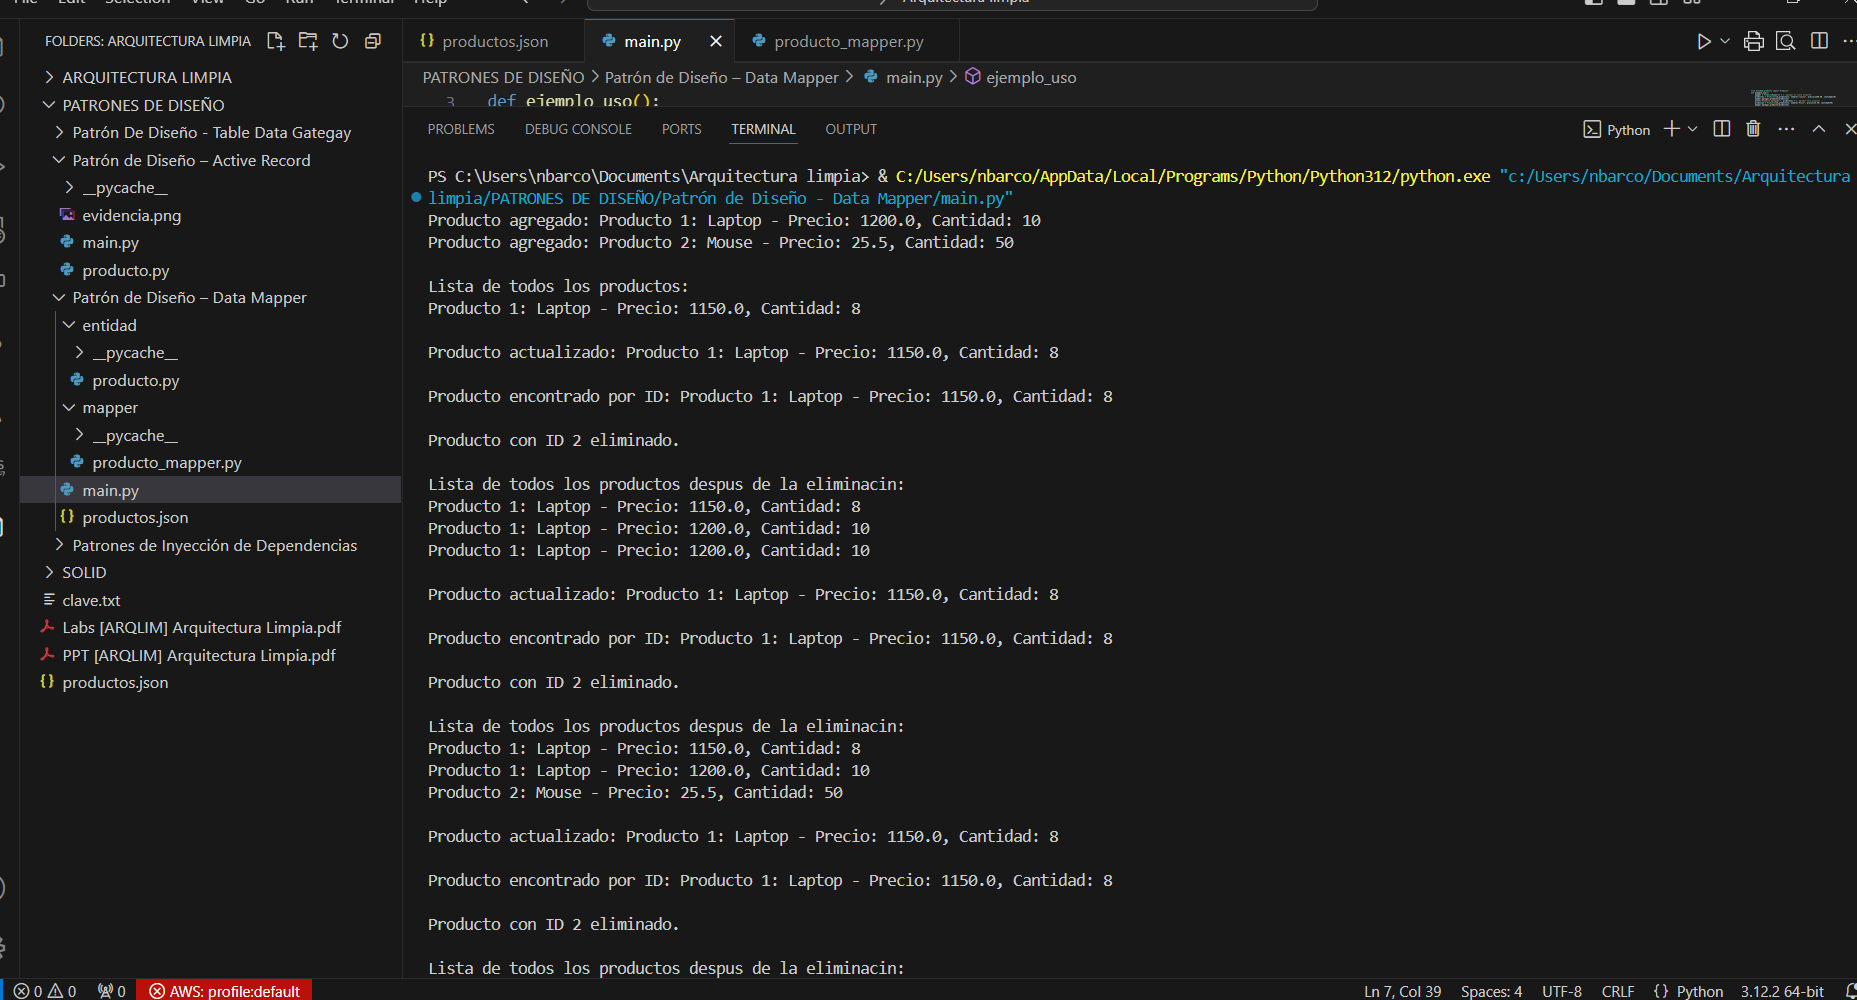 File Edit Selection View Go Run Terminal Help
Arquitectura limpia
FOLDERS: ARQUITECTURA LIMPIA
ARQUITECTURA LIMPIA
PATRONES DE DISEÑO
Patrón De Diseño - Table Data Gategay
Patrón de Diseño – Active Record
__pycache__
evidencia.png
main.py
producto.py
Patrón de Diseño – Data Mapper
entidad
__pycache__
producto.py
mapper
__pycache__
producto_mapper.py
main.py
productos.json
Patrones de Inyección de Dependencias
SOLID
clave.txt
Labs [ARQLIM] Arquitectura Limpia.pdf
PPT [ARQLIM] Arquitectura Limpia.pdf
productos.json
productos.json main.py producto_mapper.py
PATRONES DE DISEÑO > Patrón de Diseño – Data Mapper > main.py > ejemplo_uso
3 def ejemplo_uso():
PROBLEMS DEBUG CONSOLE PORTS TERMINAL OUTPUT
Python
PS C:\Users\nbarco\Documents\Arquitectura limpia> & C:/Users/nbarco/AppData/Local/Programs/Python/Python312/python.exe "c:/Users/nbarco/Documents/Arquitectura
limpia/PATRONES DE DISEÑO/Patrón de Diseño - Data Mapper/main.py"
Producto agregado: Producto 1: Laptop - Precio: 1200.0, Cantidad: 10
Producto agregado: Producto 2: Mouse - Precio: 25.5, Cantidad: 50
Lista de todos los productos:
Producto 1: Laptop - Precio: 1150.0, Cantidad: 8
Producto actualizado: Producto 1: Laptop - Precio: 1150.0, Cantidad: 8
Producto encontrado por ID: Producto 1: Laptop - Precio: 1150.0, Cantidad: 8
Producto con ID 2 eliminado.
Lista de todos los productos despus de la eliminacin:
Producto 1: Laptop - Precio: 1150.0, Cantidad: 8
Producto 1: Laptop - Precio: 1200.0, Cantidad: 10
Producto 1: Laptop - Precio: 1200.0, Cantidad: 10
Producto actualizado: Producto 1: Laptop - Precio: 1150.0, Cantidad: 8
Producto encontrado por ID: Producto 1: Laptop - Precio: 1150.0, Cantidad: 8
Producto con ID 2 eliminado.
Lista de todos los productos despus de la eliminacin:
Producto 1: Laptop - Precio: 1150.0, Cantidad: 8
Producto 1: Laptop - Precio: 1200.0, Cantidad: 10
Producto 2: Mouse - Precio: 25.5, Cantidad: 50
Producto actualizado: Producto 1: Laptop - Precio: 1150.0, Cantidad: 8
Producto encontrado por ID: Producto 1: Laptop - Precio: 1150.0, Cantidad: 8
Producto con ID 2 eliminado.
Lista de todos los productos despus de la eliminacin:
0 0 0 AWS: profile:default Ln 7, Col 39 Spaces: 4 UTF-8 CRLF {} Python 3.12.2 64-bit